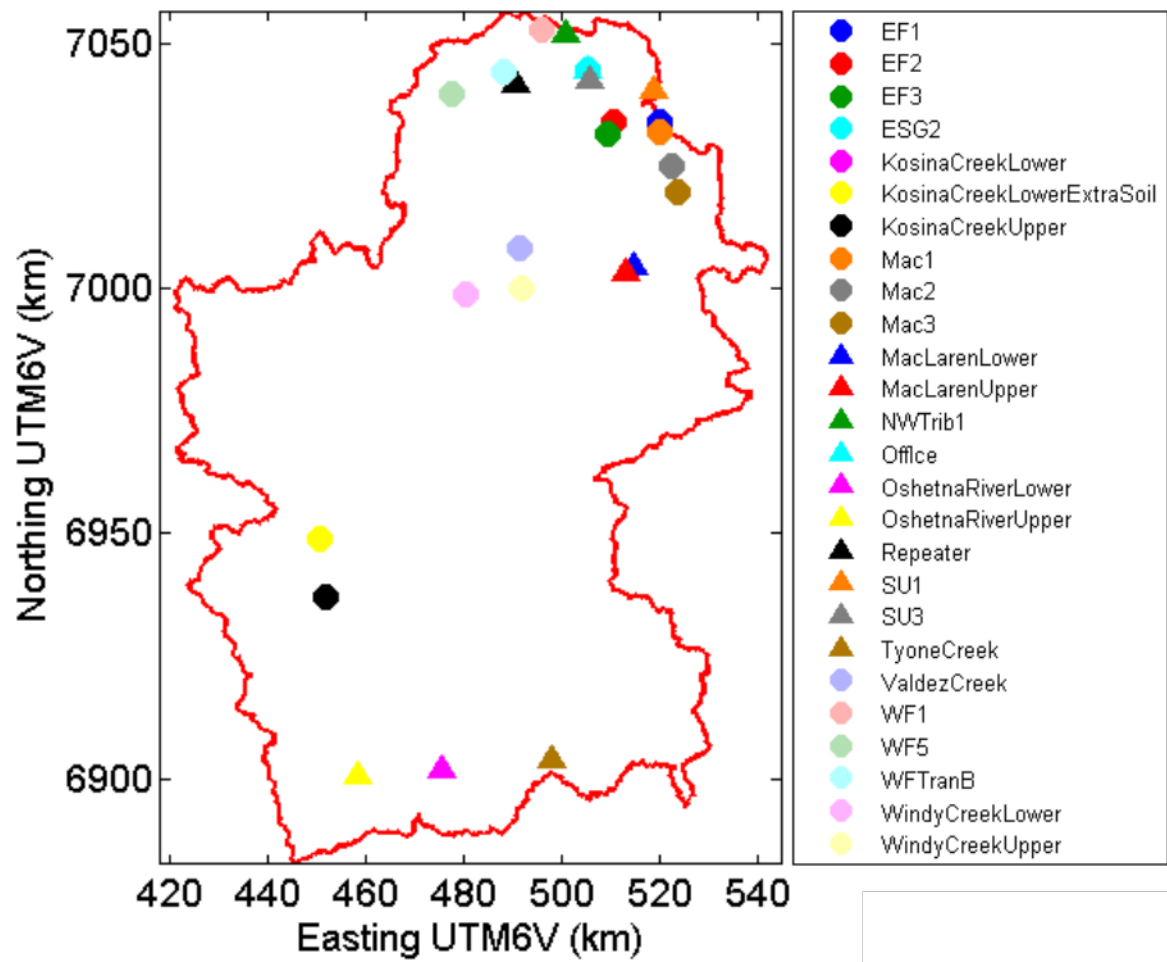 7050
7000
6950
6900
Northing UTM6V (km)
420 440 460 480 500 520 540
Easting UTM6V (km)
EF1
EF2
EF3
ESG2
KosinaCreekLower
KosinaCreekLowerExtraSoil
KosinaCreekUpper
Mac1
Mac2
Mac3
MacLarenLower
MacLarenUpper
NWTrib1
Office
OshetnaRiverLower
OshetnaRiverUpper
Repeater
SU1
SU3
TyoneCreek
ValdezCreek
WF1
WF5
WFTranB
WindyCreekLower
WindyCreekUpper